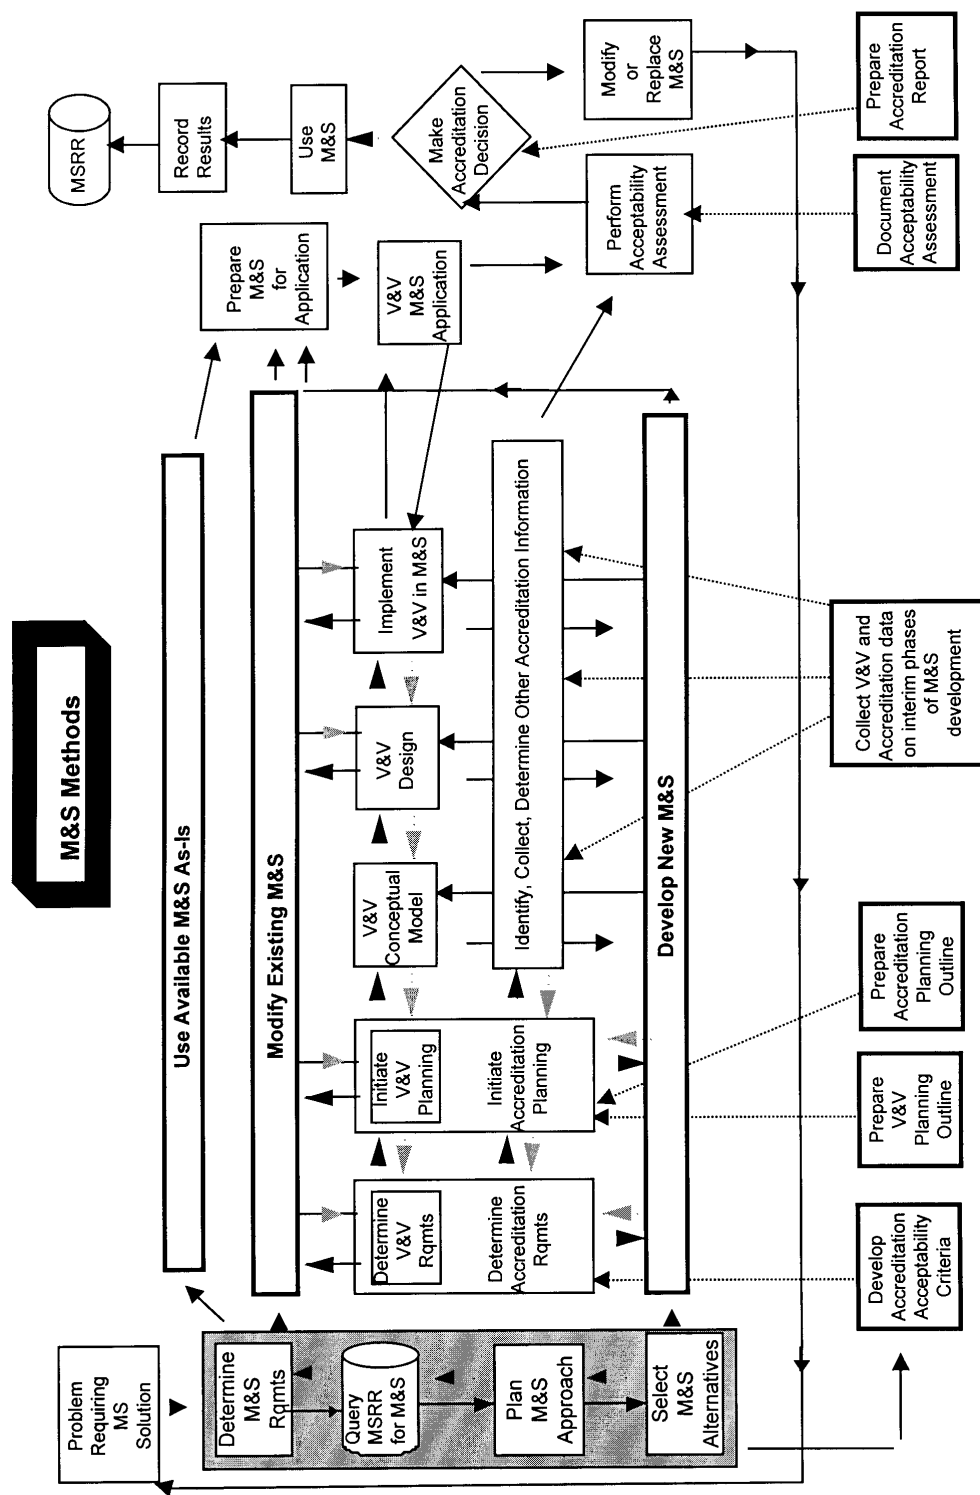 M&S Methods
Problem
Requiring
MS
Solution
Determine
M&S
Rqmts
Query
MSRR
for M&S
Plan
M&S
Approach
Select
M&S
Alternatives
Use Available M&S As-Is
Modify Existing M&S
Determine
V&V
Rqmts
Determine
Accreditation
Rqmts
Initiate
V&V
Planning
Initiate
Accreditation
Planning
V&V
Conceptual
Model
V&V
Design
Implement
V&V in M&S
Identify, Collect, Determine Other Accreditation Information
Develop New M&S
Prepare
M&S
for
Application
V&V
M&S
Application
MSRR
Record
Results
Use
M&S
Make
Accreditation
Decision
Modify
or
Replace
M&S
Perform
Acceptability
Assessment
Develop
Accreditation
Acceptability
Criteria
Prepare
V&V
Planning
Outline
Prepare
Accreditation
Planning
Outline
Collect V&V and
Accreditation data
on interim phases
of M&S
development
Document
Acceptability
Assessment
Prepare
Accreditation
Report